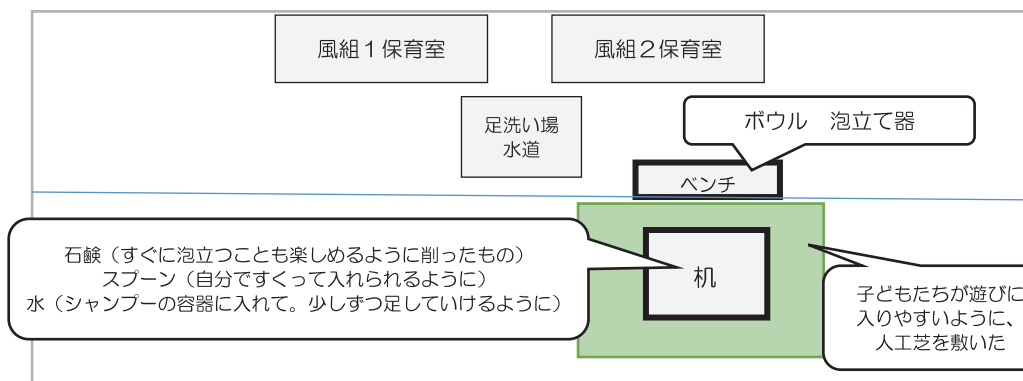 風組1保育室
風組2保育室
足洗い場
水道
ボウル　泡立て器
ベンチ
石鹸（すぐに泡立つことも楽しめるように削ったもの）
スプーン（自分ですくって入れられるように）
水（シャンプーの容器に入れて。少しずつ足していけるように）
机
子どもたちが遊びに
入りやすいように、
人工芝を敷いた